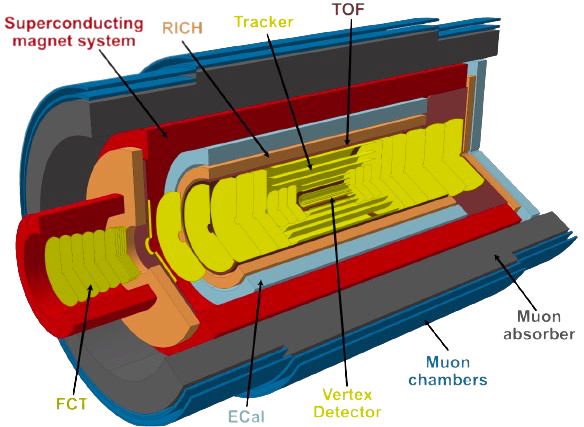 TOF
Superconducting
magnet system
RICH
Tracker
Muon
absorber
Muon
chambers
Vertex
Detector
FCT
ECal